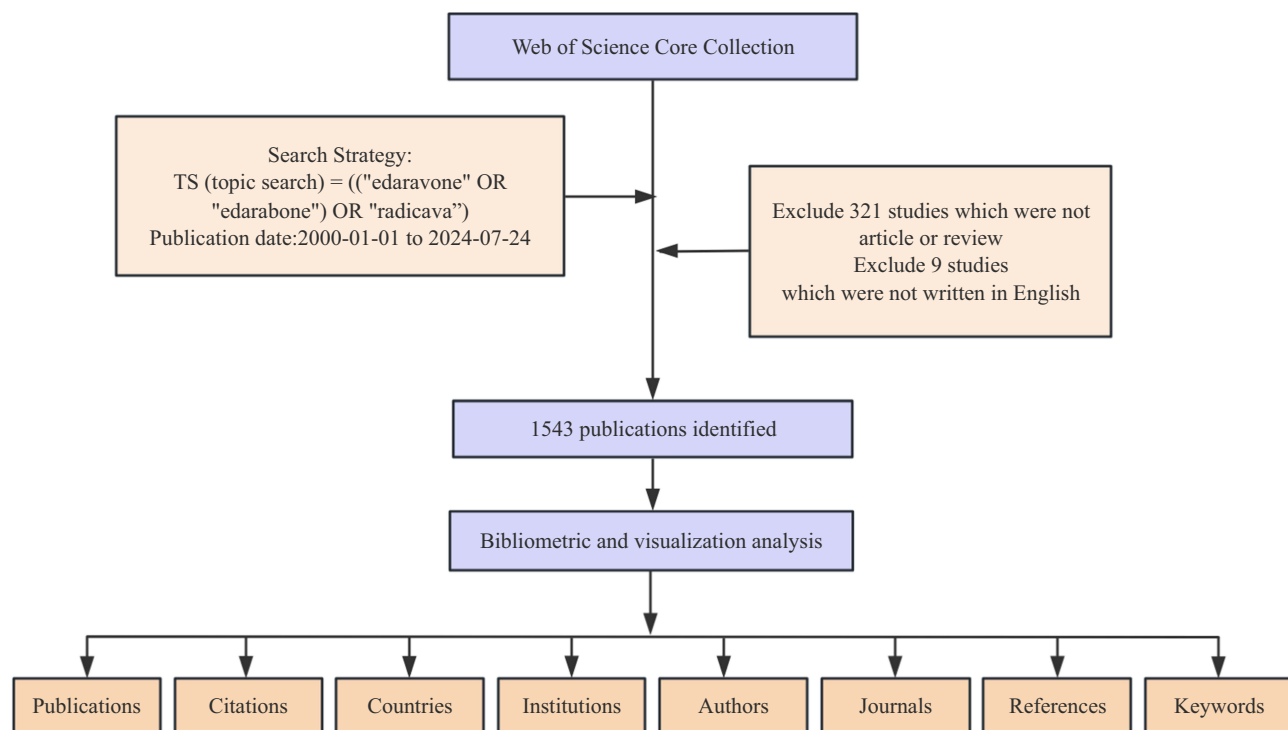 Web of Science Core Collection
Search Strategy:
TS (topic search) = (("edaravone" OR
"edarabone") OR "radicava”)
Publication date:2000-01-01 to 2024-07-24
Exclude 321 studies which were not
article or review
Exclude 9 studies
which were not written in English
1543 publications identified
Bibliometric and visualization analysis
Publications
Citations
Countries
Institutions
Authors
Journals
References
Keywords